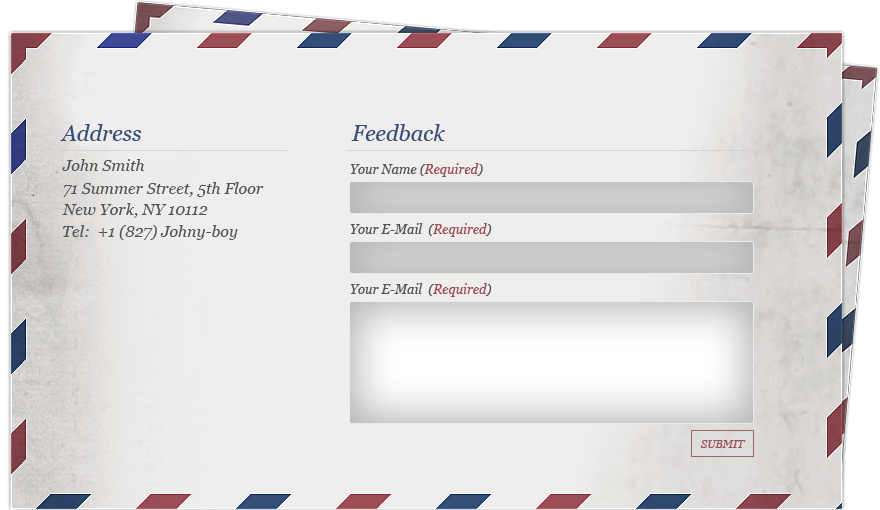 Address
John Smith
71 Summer Street, 5th Floor
New York, NY 10112
Tel: +1 (827) Johny-boy
Feedback
Your Name (Required)
Your E-Mail (Required)
Your E-Mail (Required)
SUBMIT